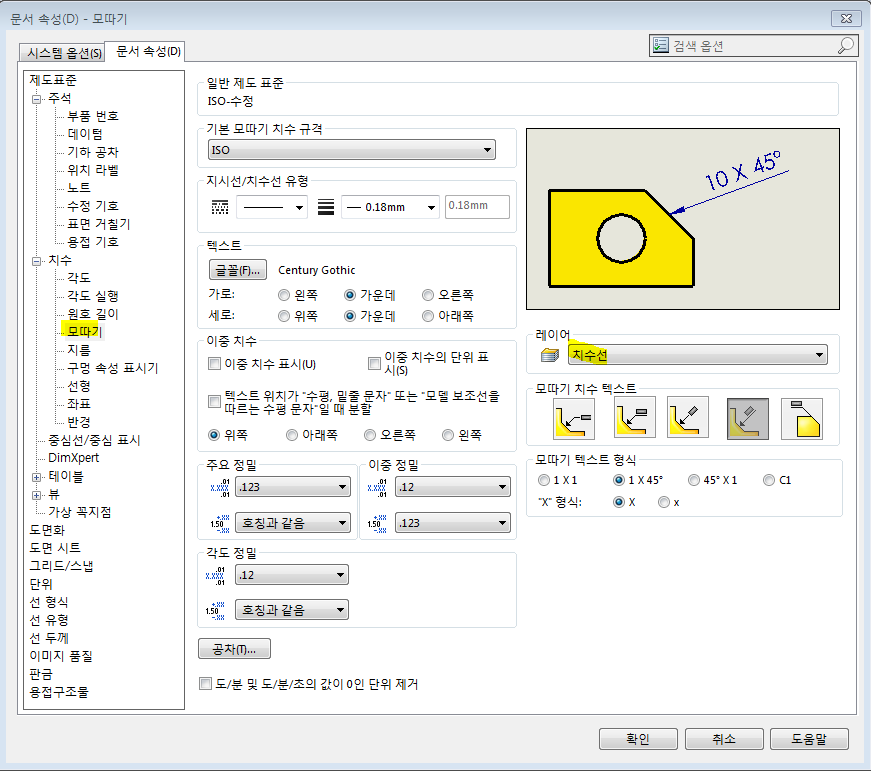 문서 속성(D) - 모따기
시스템 옵션(S)
문서 속성(D)
검색 옵션
제도표준
주석
부품 번호
데이텀
기하 공차
위치 라벨
노트
수정 기호
표면 거칠기
용접 기호
치수
각도
각도 실행
원호 길이
모따기
지름
구멍 속성 표시기
선형
좌표
반경
중심선/중심 표시
DimXpert
테이블
뷰
가상 꼭지점
도면화
도면 시트
그리드/스냅
단위
선 형식
선 유형
선 두께
이미지 품질
판금
용접구조물
일반 제도 표준
ISO-수정
기본 모따기 치수 규격
ISO
지시선/치수선 유형
0.18mm
0.18mm
텍스트
글꼴(F)...
Century Gothic
가로:
왼쪽
가운데
오른쪽
세로:
위쪽
가운데
아래쪽
이중 치수
이중 치수 표시(U)
이중 치수의 단위 표
시(S)
텍스트 위치가 "수평, 밑줄 문자" 또는 "모델 보조선을
따르는 수평 문자"일 때 분할
위쪽
아래쪽
오른쪽
왼쪽
주요 정밀
.123
호칭과 같음
이중 정밀
.12
.123
각도 정밀
.12
호칭과 같음
공차(T)...
도/분 및 도/분/초의 값이 0인 단위 제거
10 X 45°
레이어
치수선
모따기 치수 텍스트
모따기 텍스트 형식
1 X 1
1 X 45°
45° X 1
C1
"X" 형식:
X
x
확인
취소
도움말